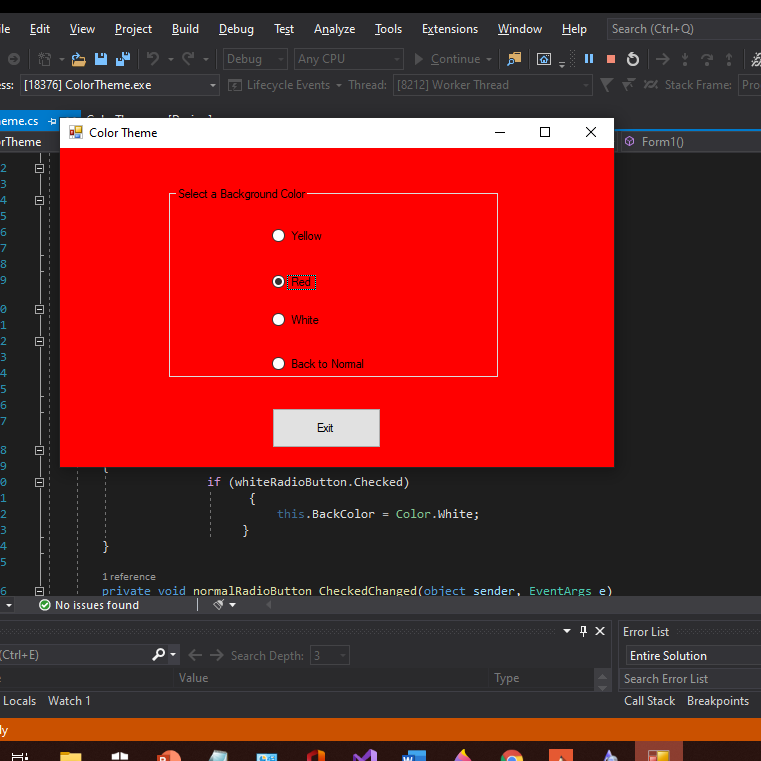 ile Edit View Project Build Debug Test Analyze Tools Extensions Window Help Search (Ctrl+Q)
Debug Any CPU Continue
ess: [18376] ColorTheme.exe Lifecycle Events Thread: [8212] Worker Thread Stack Frame: Pro
eme.cs
Color Theme
orTheme Form1()
Select a Background Color
Yellow
Red
White
Back to Normal
Exit
2
3
4
5
6
7
8
9
0
1
2
3
4
5
6
7
8
9 {
0 if (whiteRadioButton.Checked)
1 {
2 this.BackColor = Color.White;
3 }
4 }
5
1 reference
6 private void normalRadioButton_CheckedChanged(object sender, EventArgs e)
No issues found
(Ctrl+E) Search Depth: 3
Value Type
Locals Watch 1
Error List
Entire Solution
Search Error List
Call Stack Breakpoints
ly